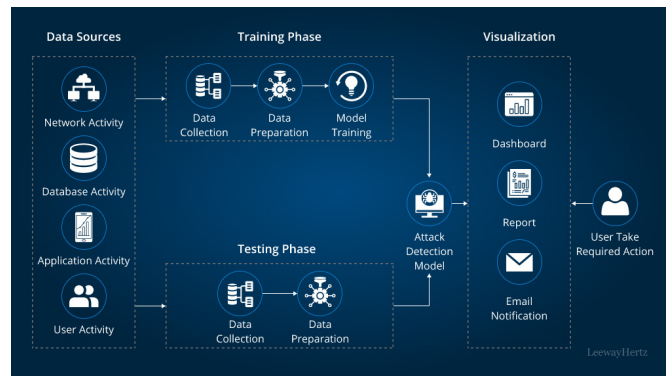 Data Sources
Training Phase
Visualization
Network Activity
Database Activity
Application Activity
User Activity
Data
Collection
Data
Preparation
Model
Training
Testing Phase
Data
Collection
Data
Preparation
Attack
Detection
Model
Dashboard
Report
Email
Notification
User Take
Required Action
LeewayHertz